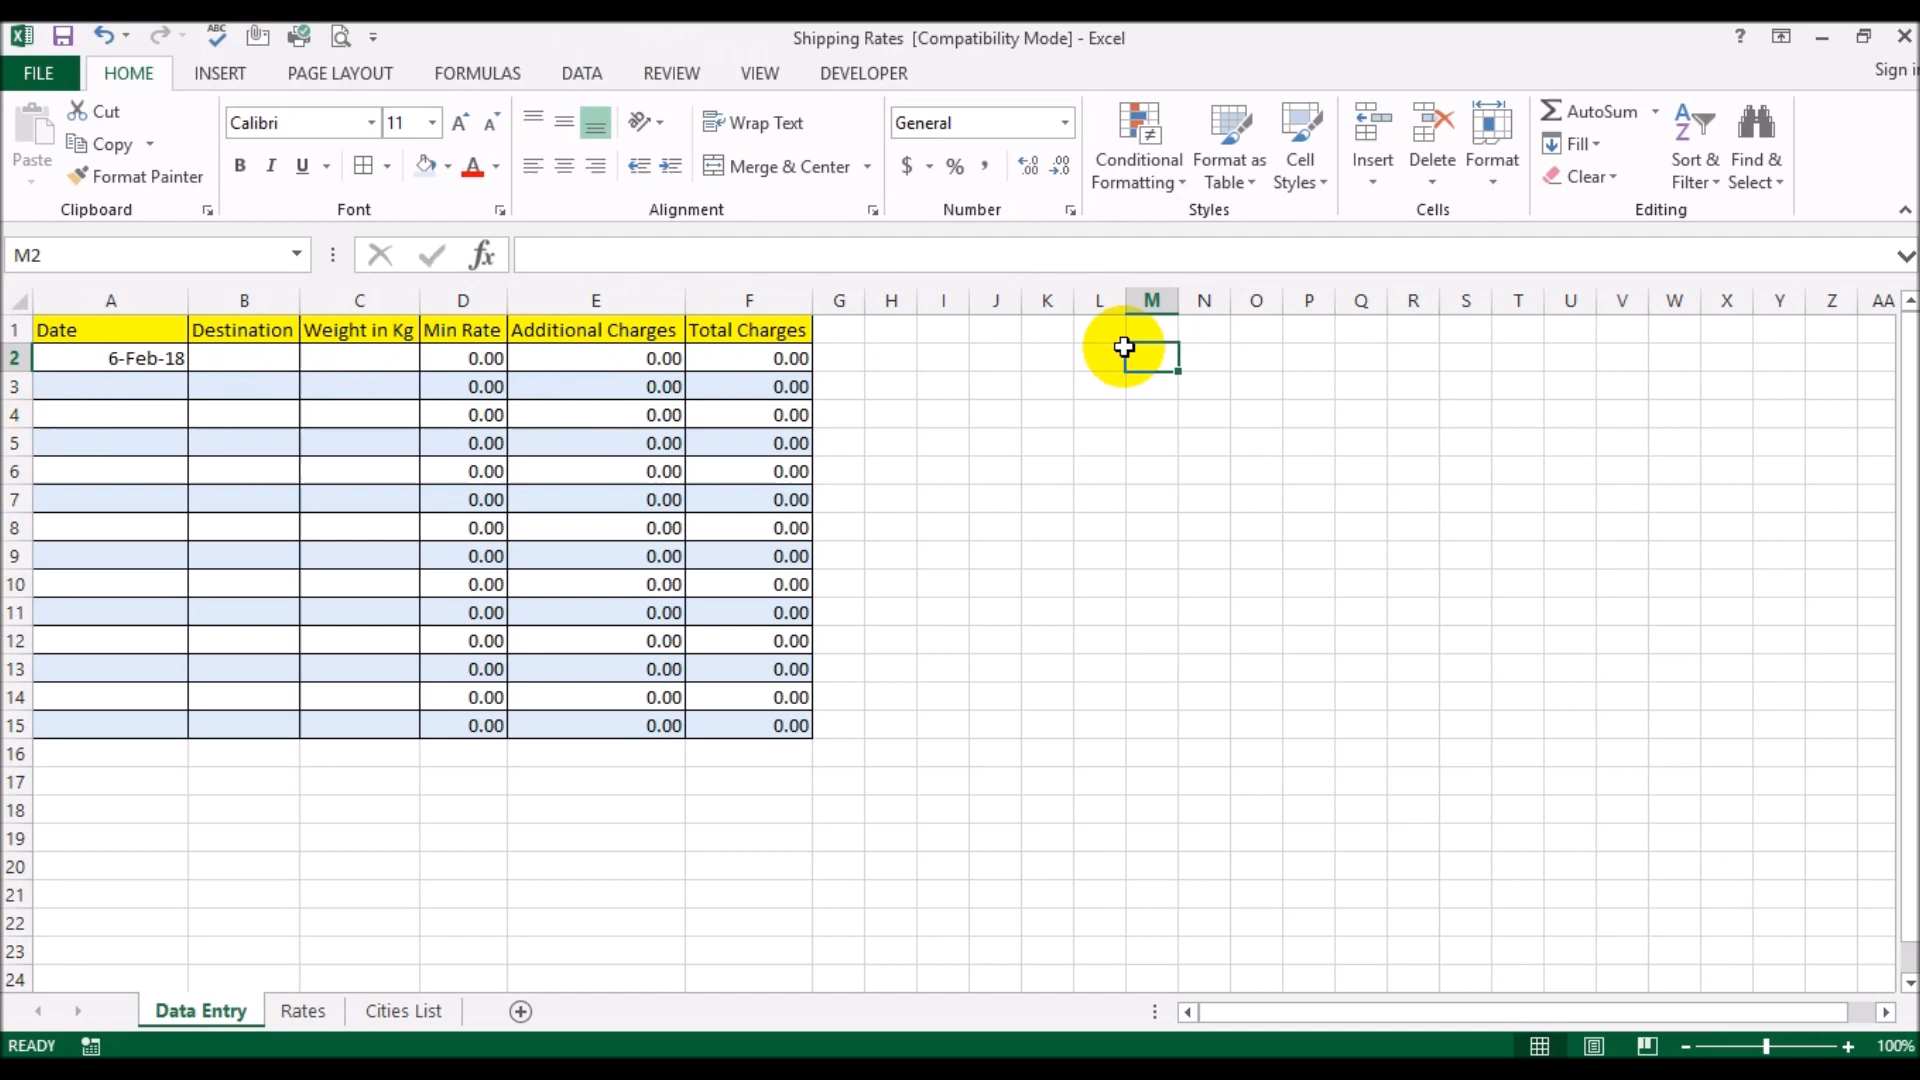 Shipping Rates [Compatibility Mode] - Excel
?
Sign i
FILE HOME INSERT PAGE LAYOUT FORMULAS DATA REVIEW VIEW DEVELOPER
Paste
Cut
Copy
Format Painter
Clipboard
Calibri 11
B I U
Font
Wrap Text
Merge & Center
Alignment
General
$ %
Number
Conditional Formatting
Format as Table
Cell Styles
Styles
Insert
Delete
Format
Cells
AutoSum
Fill
Clear
Sort & Filter
Find & Select
Editing
M2
fx
A B C D E F G H I J K L M N O P Q R S T U V W X Y Z AA
1 Date Destination Weight in Kg Min Rate Additional Charges Total Charges
2 6-Feb-18 0.00 0.00 0.00
3 0.00 0.00 0.00
4 0.00 0.00 0.00
5 0.00 0.00 0.00
6 0.00 0.00 0.00
7 0.00 0.00 0.00
8 0.00 0.00 0.00
9 0.00 0.00 0.00
10 0.00 0.00 0.00
11 0.00 0.00 0.00
12 0.00 0.00 0.00
13 0.00 0.00 0.00
14 0.00 0.00 0.00
15 0.00 0.00 0.00
16
17
18
19
20
21
22
23
24
Data Entry Rates Cities List
READY
100%